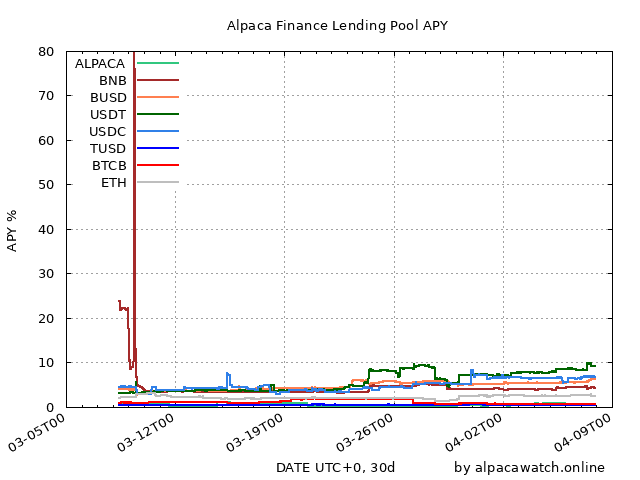 Alpaca Finance Lending Pool APY
80
70
60
50
40
30
20
10
0
APY %
ALPACA
BNB
BUSD
USDT
USDC
TUSD
BTCB
ETH
03-05T00
03-12T00
03-19T00
03-26T00
04-02T00
04-09T00
DATE UTC+0, 30d
by alpacawatch.online